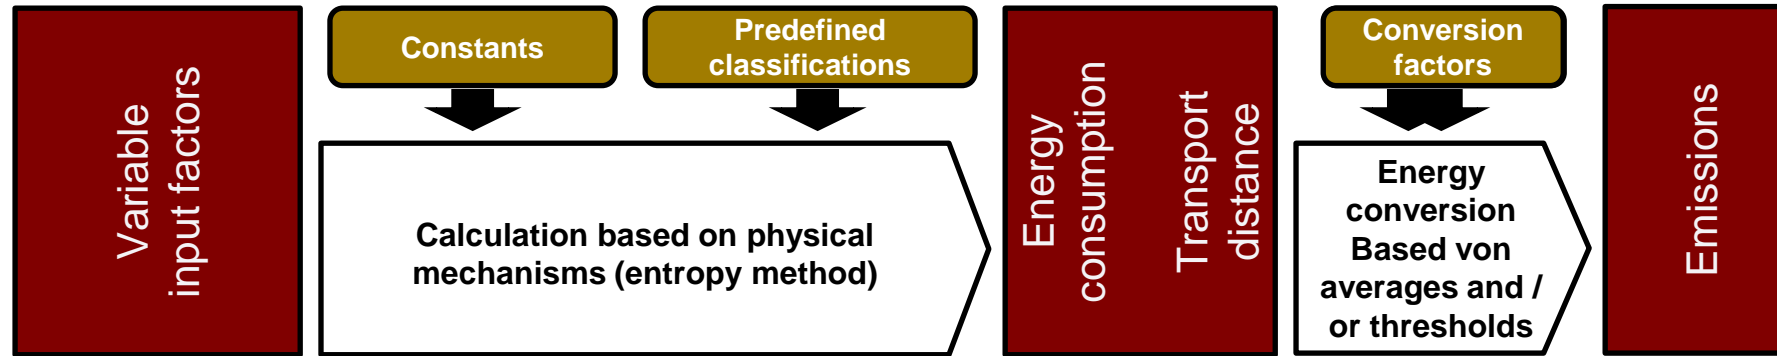 Variable
input factors
Constants
Predefined
classifications
Calculation based on physical
mechanisms (entropy method)
Energy
consumption
Transport
distance
Conversion
factors
Energy
conversion
Based von
averages and /
or thresholds
Emissions